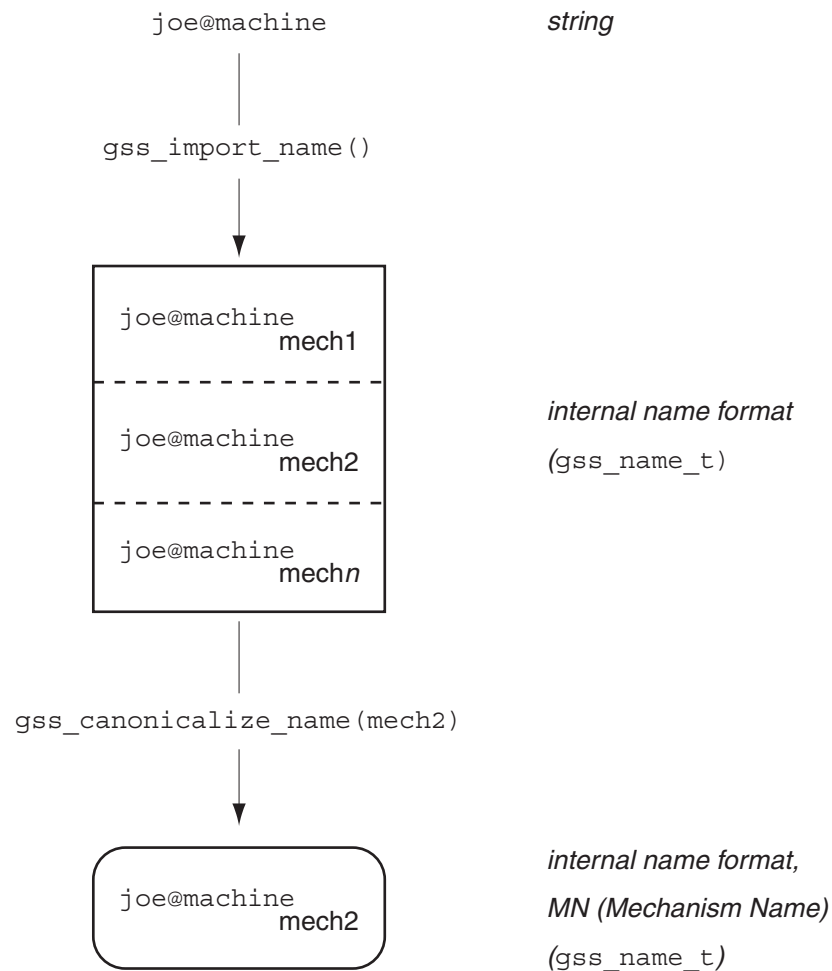 joe@machine string
gss_import_name()
joe@machine
mech1
joe@machine
mech2
joe@machine
mechn
internal name format
(gss_name_t)
gss_canonicalize_name(mech2)
joe@machine
mech2
internal name format,
MN (Mechanism Name)
(gss_name_t)